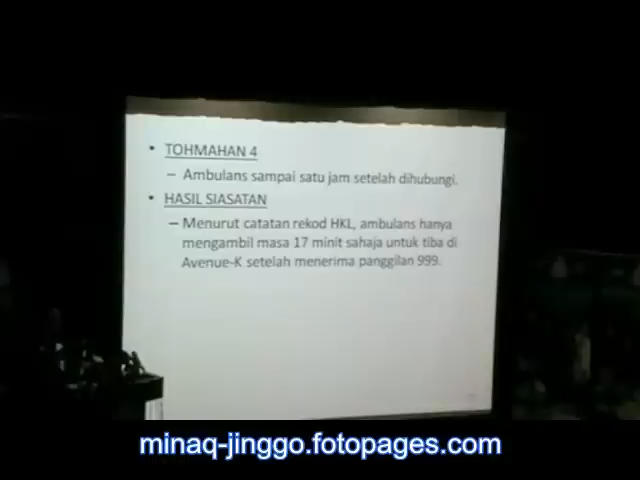 • TOHMAHAN 4
– Ambulans sampai satu jam setelah dihubungi.
• HASIL SIASATAN
– Menurut catatan rekod HKL, ambulans hanya
mengambil masa 17 minit sahaja untuk tiba di
Avenue-K setelah menerima panggilan 999.
minaq-jinggo.fotopages.com